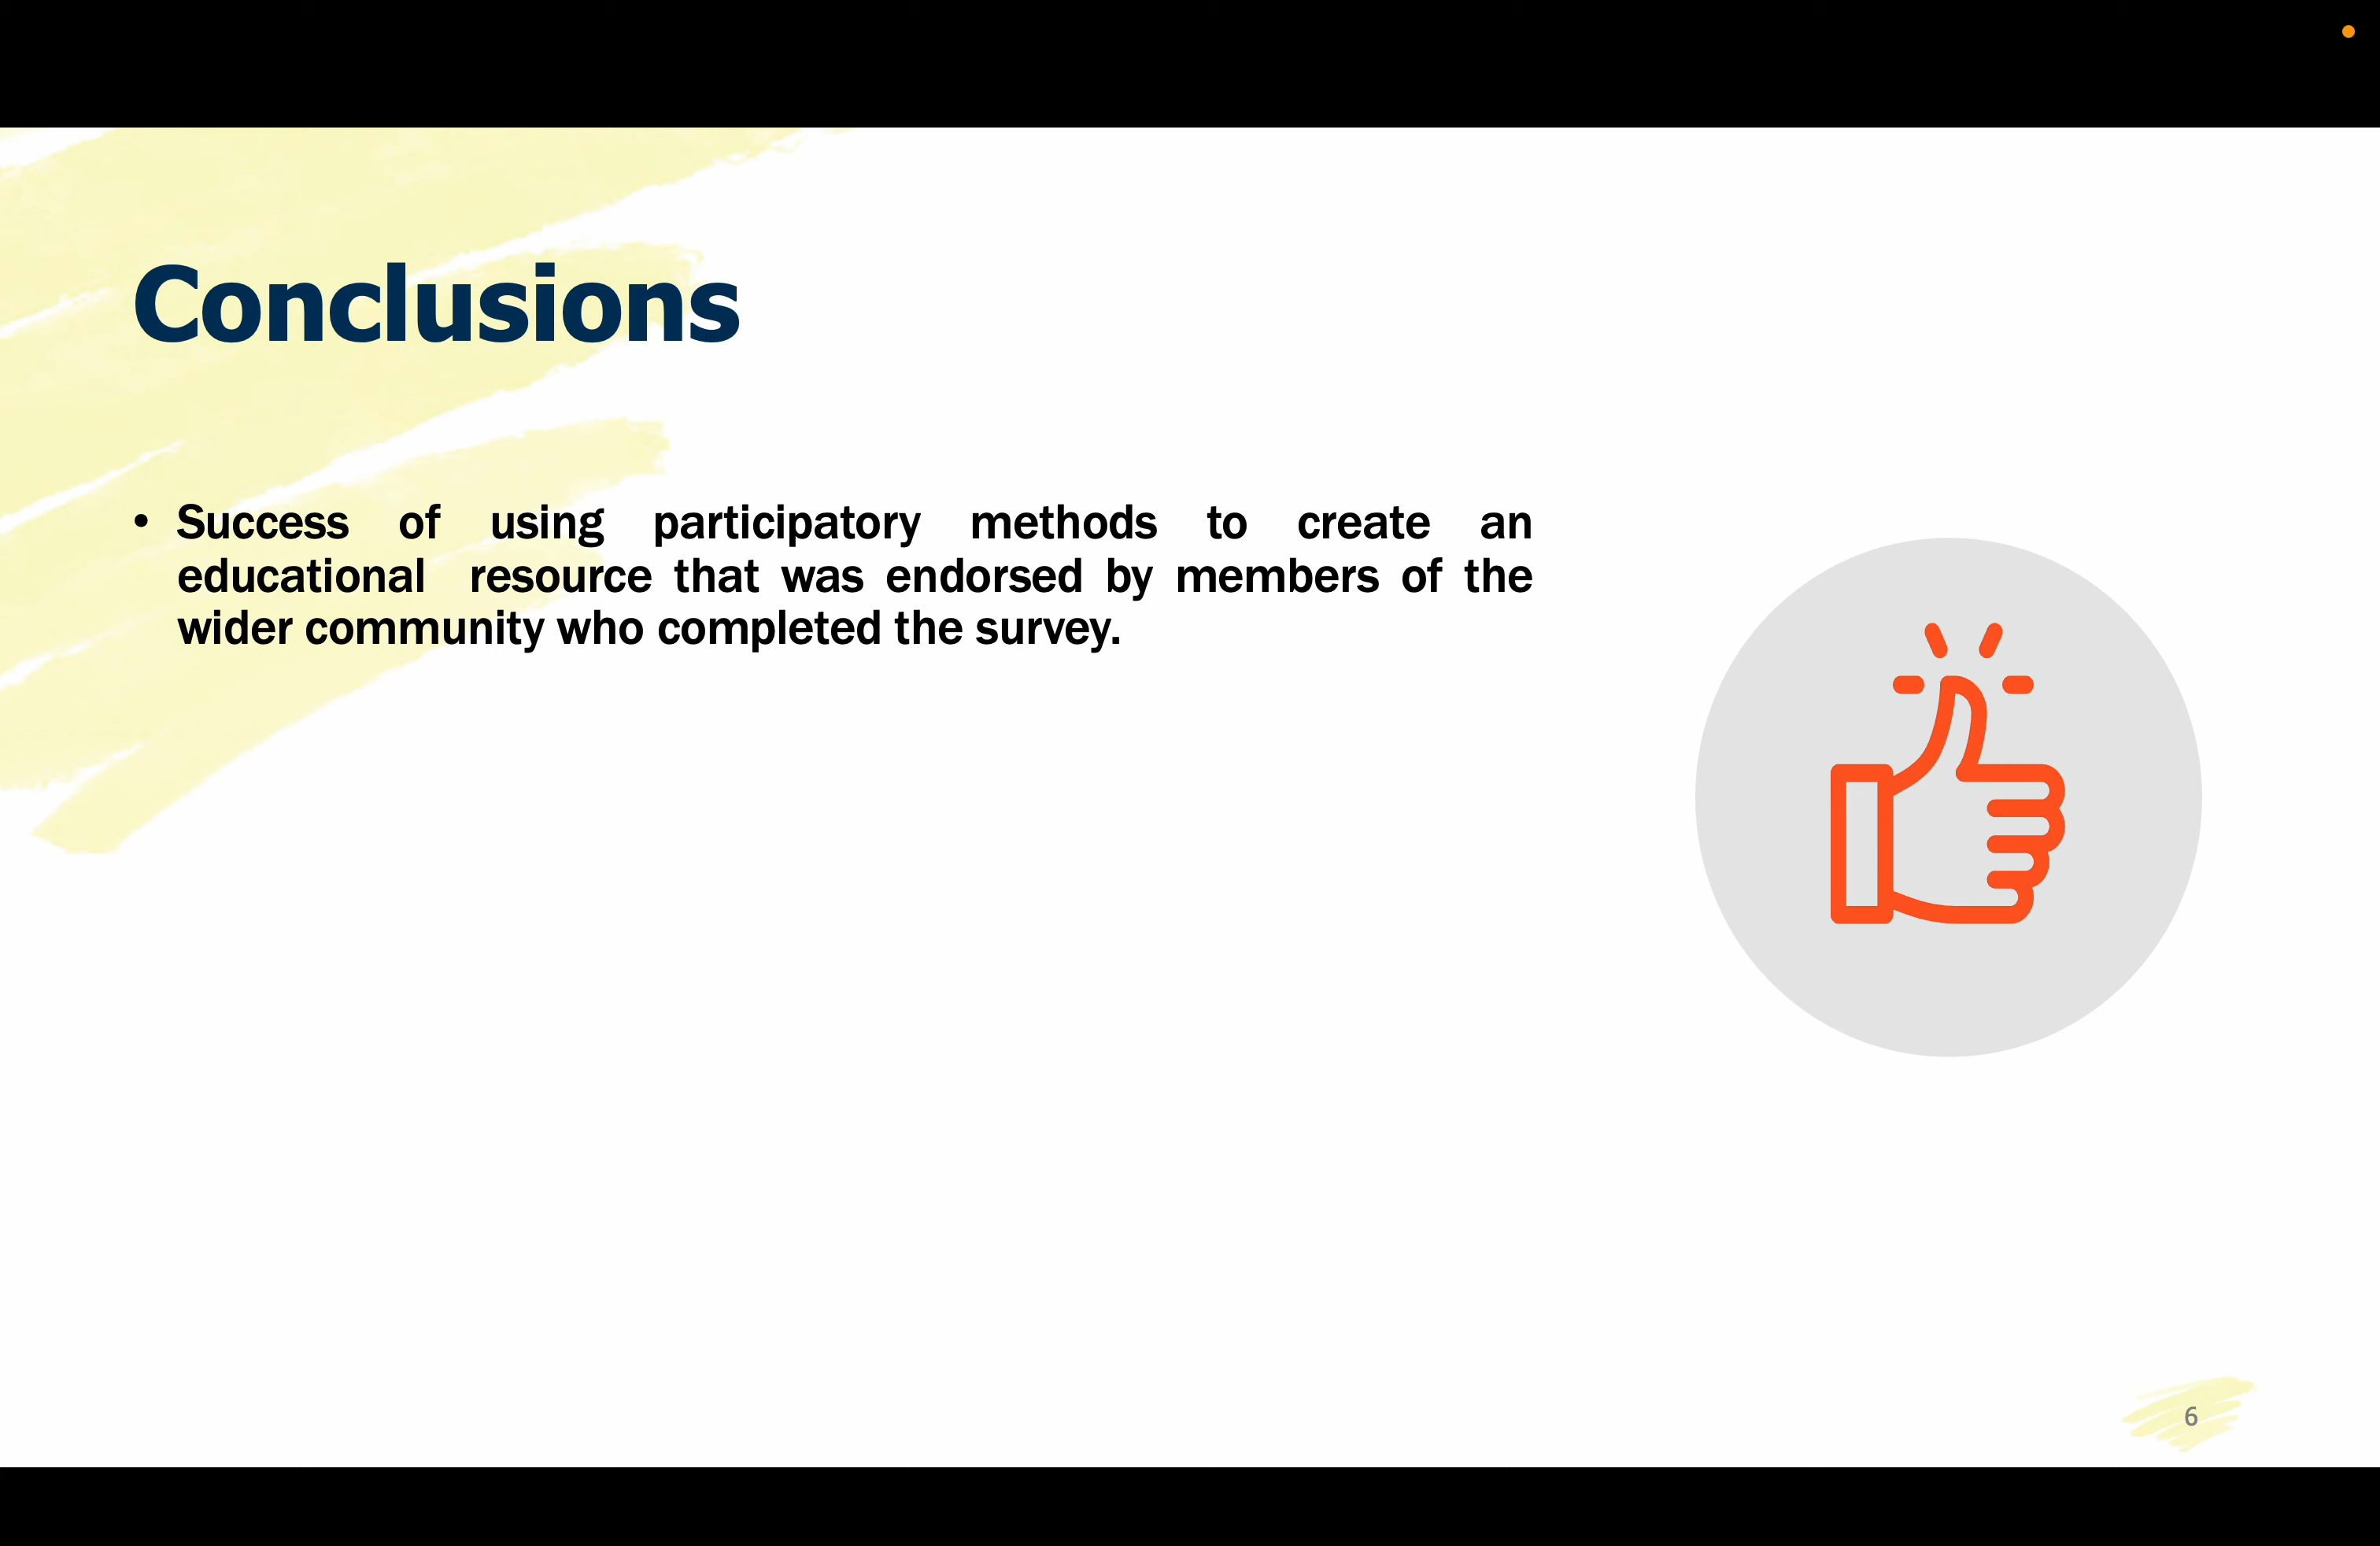 Conclusions
• Success of using participatory methods to create an
educational resource that was endorsed by members of the
wider community who completed the survey.
6